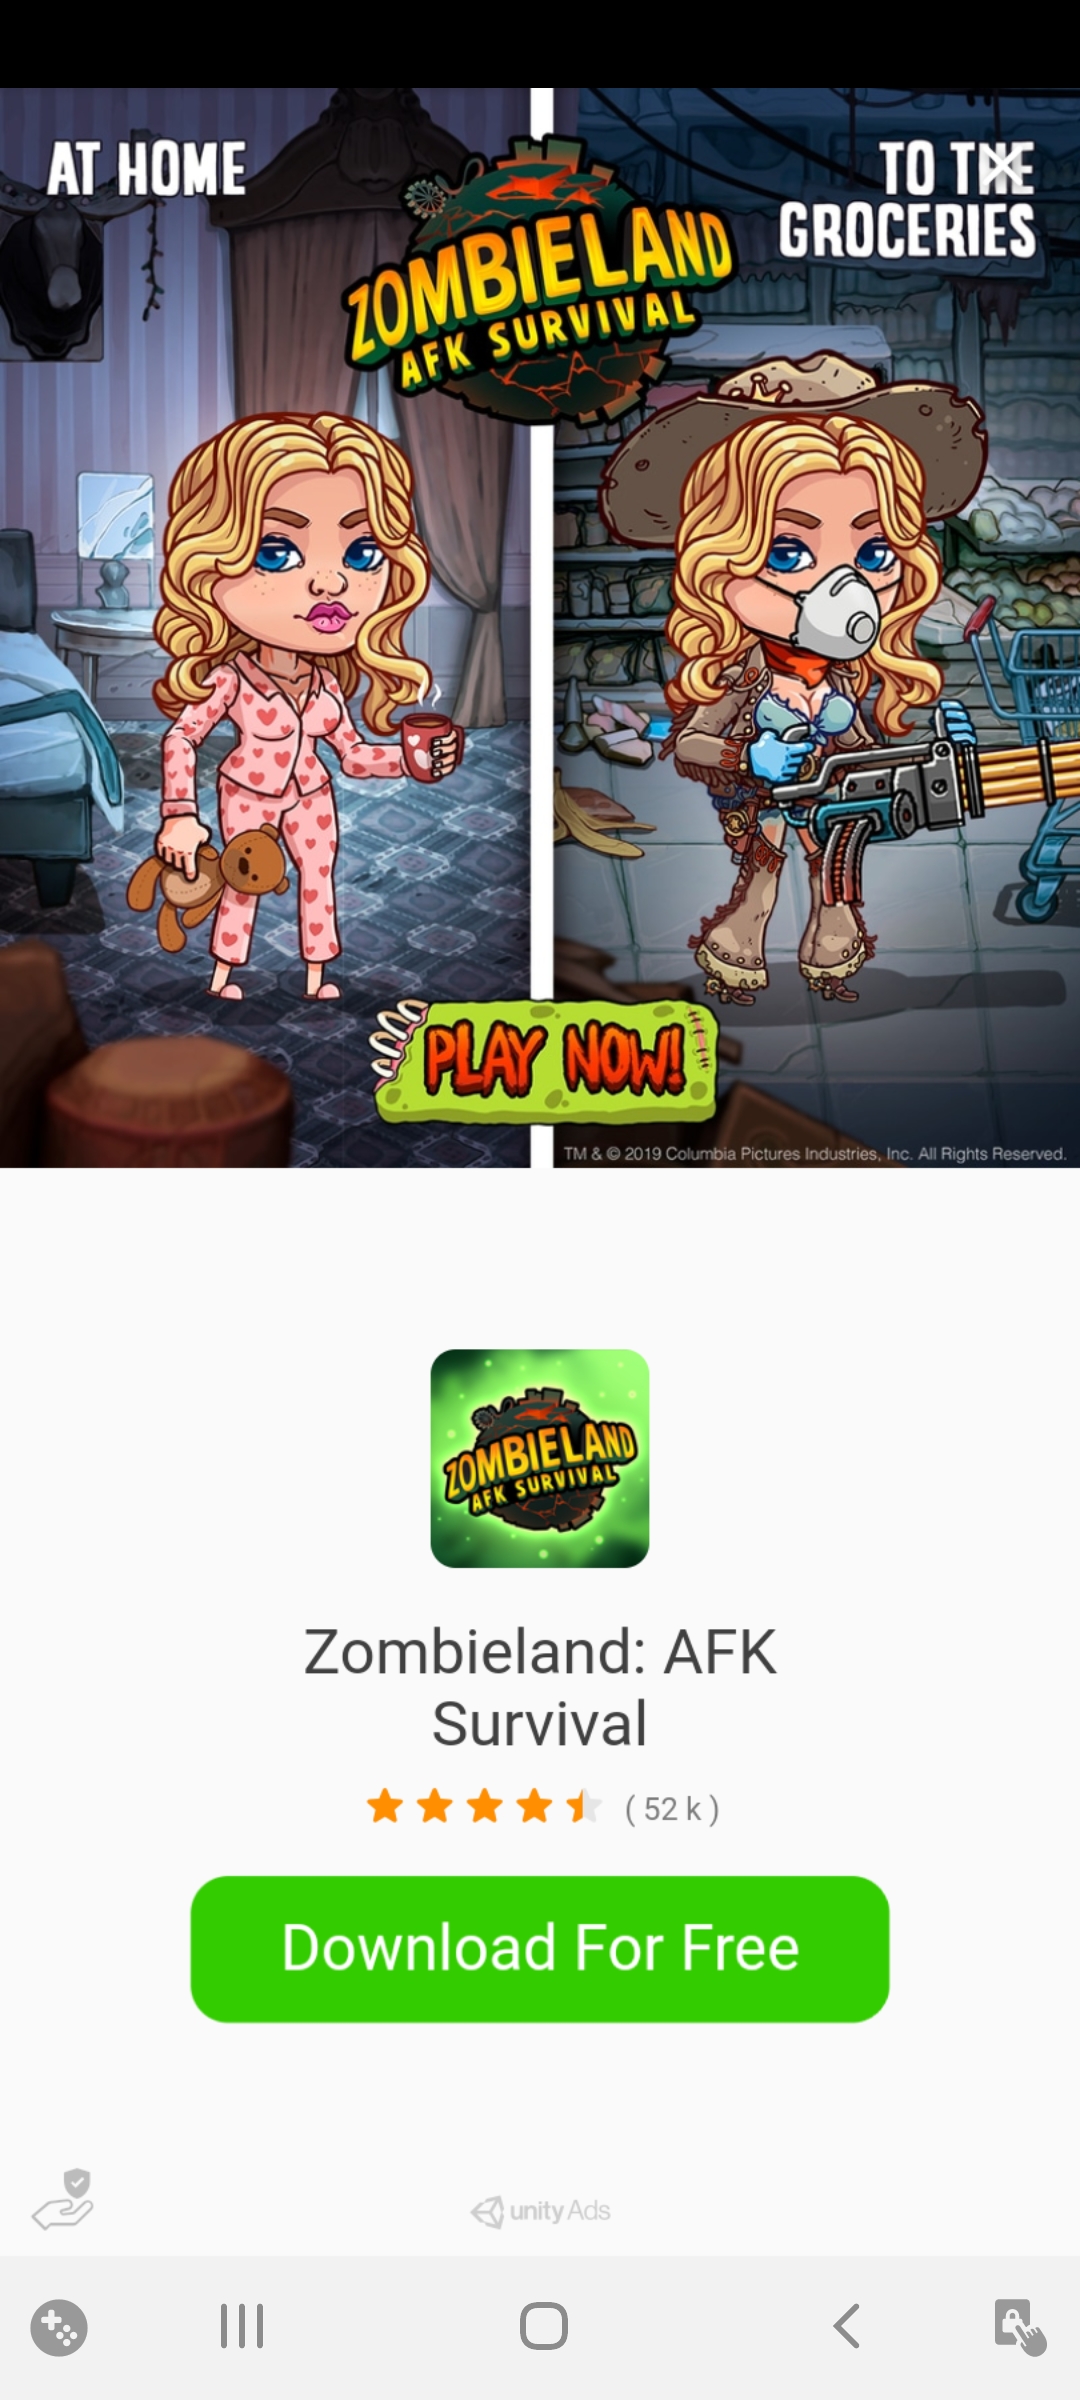 AT HOME
TO THE
GROCERIES
ZOMBIELAND
AFK SURVIVAL
PLAY NOW!
TM & © 2019 Columbia Pictures Industries, Inc. All Rights Reserved.
ZOMBIELAND
AFK SURVIVAL
Zombieland: AFK
Survival
( 52 k )
Download For Free
unity Ads